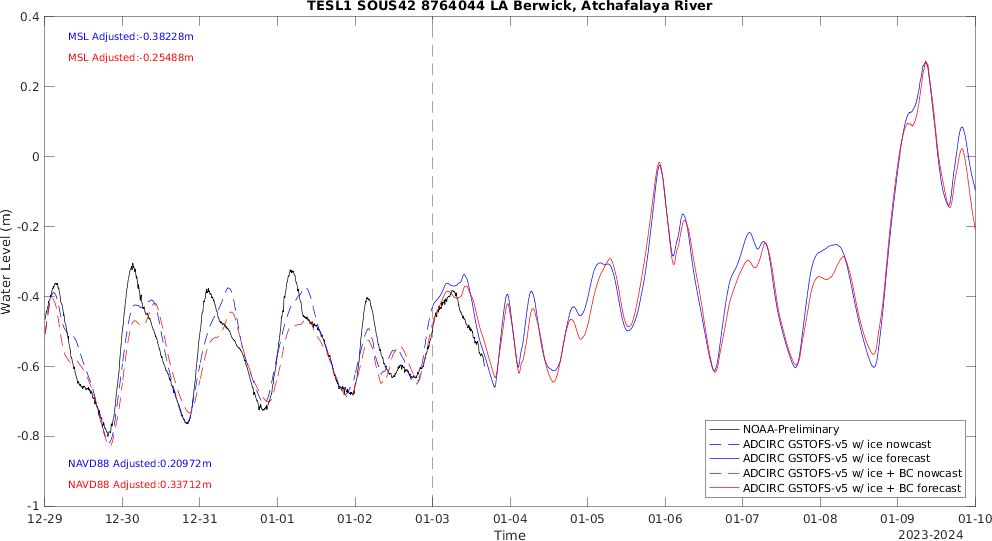 TESL1 SOUS42 8764044 LA Berwick, Atchafalaya River
MSL Adjusted:-0.38228m
MSL Adjusted:-0.25488m
NAVD88 Adjusted:0.20972m
NAVD88 Adjusted:0.33712m
Water Level (m)
0.4
0.2
0
-0.2
-0.4
-0.6
-0.8
-1
NOAA-Preliminary
ADCIRC GSTOFS-v5 w/ ice nowcast
ADCIRC GSTOFS-v5 w/ ice forecast
ADCIRC GSTOFS-v5 w/ ice + BC nowcast
ADCIRC GSTOFS-v5 w/ ice + BC forecast
12-29 12-30 12-31 01-01 01-02 01-03 01-04 01-05 01-06 01-07 01-08 01-09 01-10
Time
2023-2024